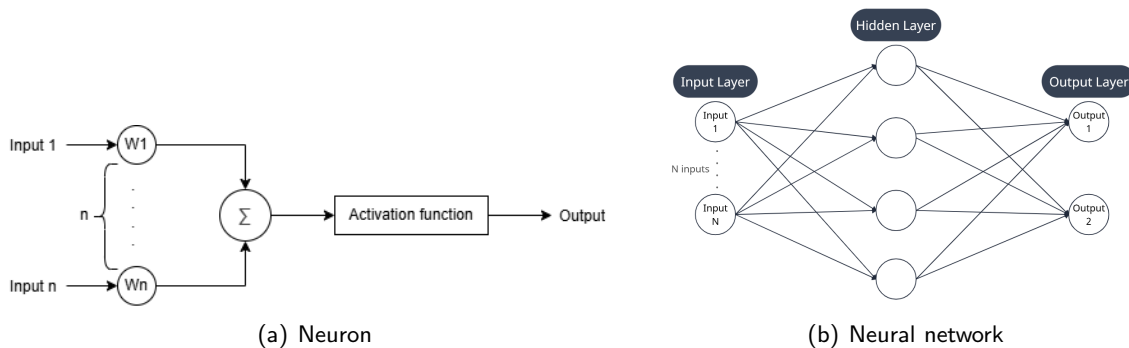 Input 1
W1
n
Σ
Activation function
Output
Input n
Wn
(a) Neuron
Hidden Layer
Input Layer
Output Layer
Input
1
Output
1
N inputs
Input
N
Output
2
(b) Neural network